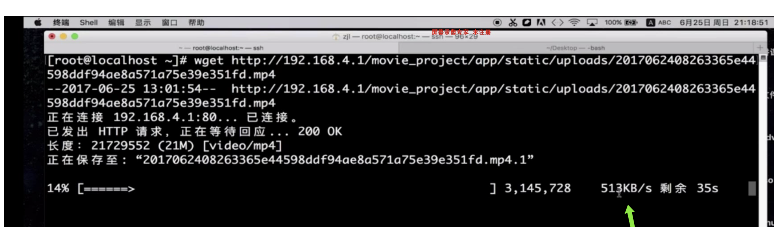 终端 Shell 编辑 显示 窗口 帮助 100% ABC 6月25日 周日 21:18:51
zjl — root@localhost:~ — ssh — 96×29
~ — root@localhost:~ — ssh ~/Desktop — -bash
[root@localhost ~]# wget http://192.168.4.1/movie_project/app/static/uploads/2017062408263365e44
598ddf94ae8a571a75e39e351fd.mp4
--2017-06-25 13:01:54-- http://192.168.4.1/movie_project/app/static/uploads/2017062408263365e44
598ddf94ae8a571a75e39e351fd.mp4
正在连接 192.168.4.1:80... 已连接。
已发出 HTTP 请求，正在等待回应... 200 OK
长度：21729552 (21M) [video/mp4]
正在保存至: “2017062408263365e44598ddf94ae8a571a75e39e351fd.mp4.1”
14% [======> ] 3,145,728 513KB/s 剩余 35s